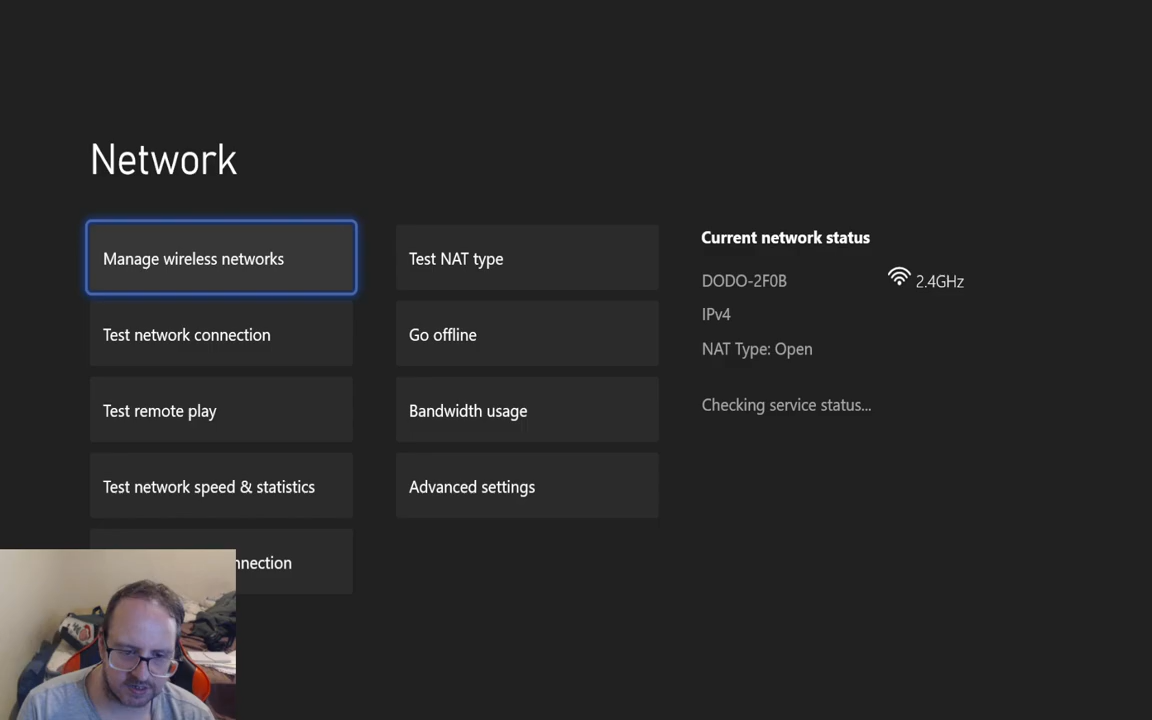 Network
Manage wireless networks
Test network connection
Test remote play
Test network speed & statistics
nnection
Test NAT type
Go offline
Bandwidth usage
Advanced settings
Current network status
DODO-2F0B
2.4GHz
IPv4
NAT Type: Open
Checking service status...